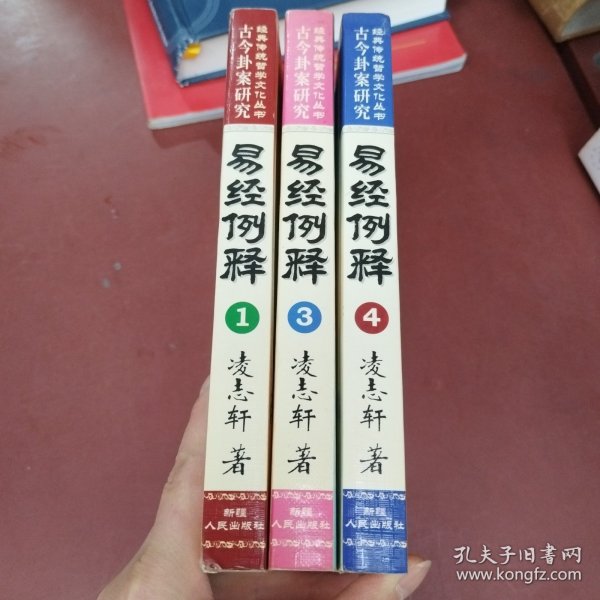 经典传统哲学文化丛书
古今卦案研究
易经例释
1
凌志轩 著
新疆
人民出版社
经典传统哲学文化丛书
古今卦案研究
易经例释
3
凌志轩 著
新疆
人民出版社
经典传统哲学文化丛书
古今卦案研究
易经例释
4
凌志轩 著
新疆
人民出版社
孔夫子旧书网
www.kongfz.com